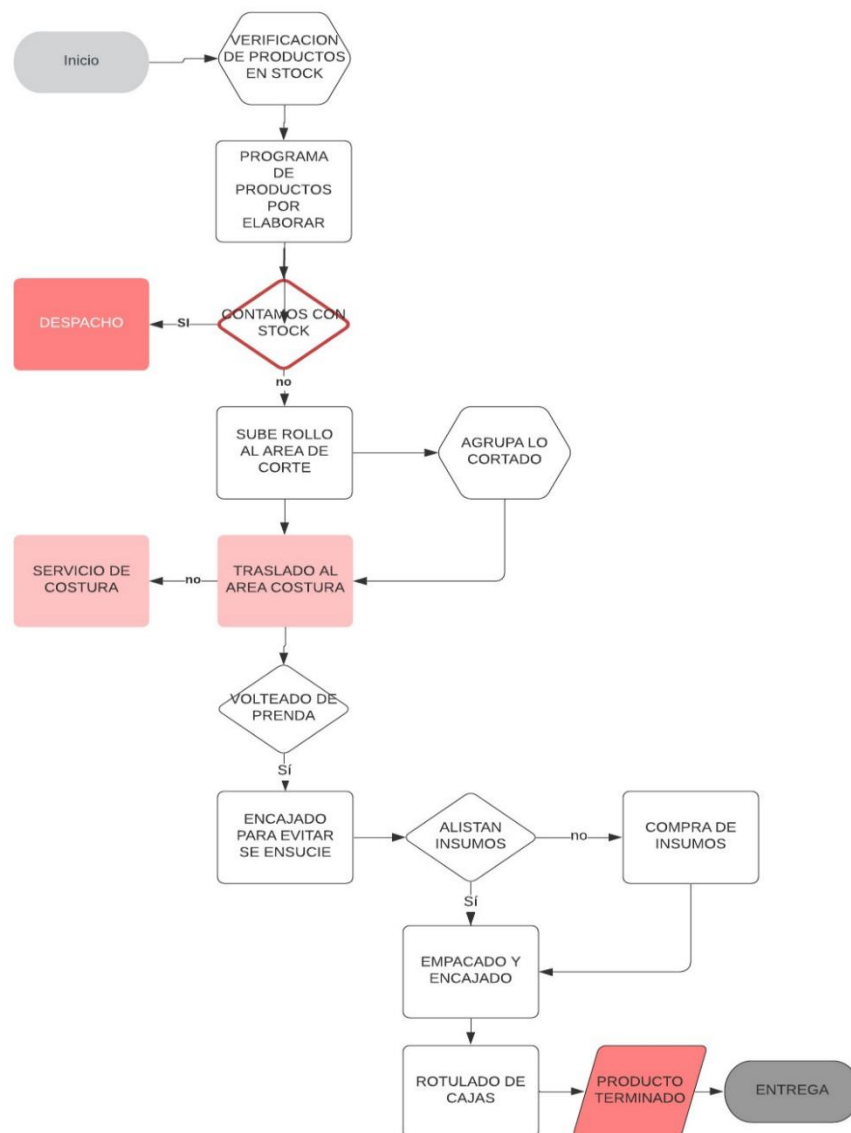 Inicio
VERIFICACION
DE PRODUCTOS
EN STOCK
PROGRAMA
DE
PRODUCTOS
POR
ELABORAR
CONTAMOS CON
STOCK
SI
DESPACHO
no
SUBE ROLLO
AL AREA DE
CORTE
AGRUPA LO
CORTADO
TRASLADO AL
AREA COSTURA
no
SERVICIO DE
COSTURA
VOLTEADO DE
PRENDA
Sí
ENCAJADO
PARA EVITAR
SE ENSUCIE
ALISTAN
INSUMOS
no
COMPRA DE
INSUMOS
Sí
EMPACADO Y
ENCAJADO
ROTULADO DE
CAJAS
PRODUCTO
TERMINADO
ENTREGA